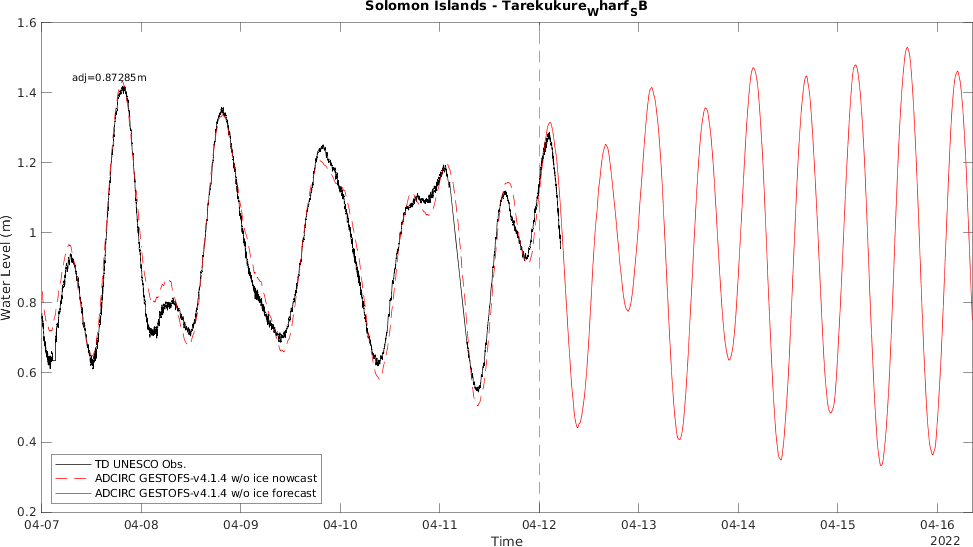 Solomon Islands - TarekukureWharfSB
1.6
adj=0.87285m
1.4
1.2
1
0.8
0.6
0.4
0.2
Water Level (m)
TD UNESCO Obs.
ADCIRC GESTOFS-v4.1.4 w/o ice nowcast
ADCIRC GESTOFS-v4.1.4 w/o ice forecast
04-07 04-08 04-09 04-10 04-11 04-12 04-13 04-14 04-15 04-16
Time
2022